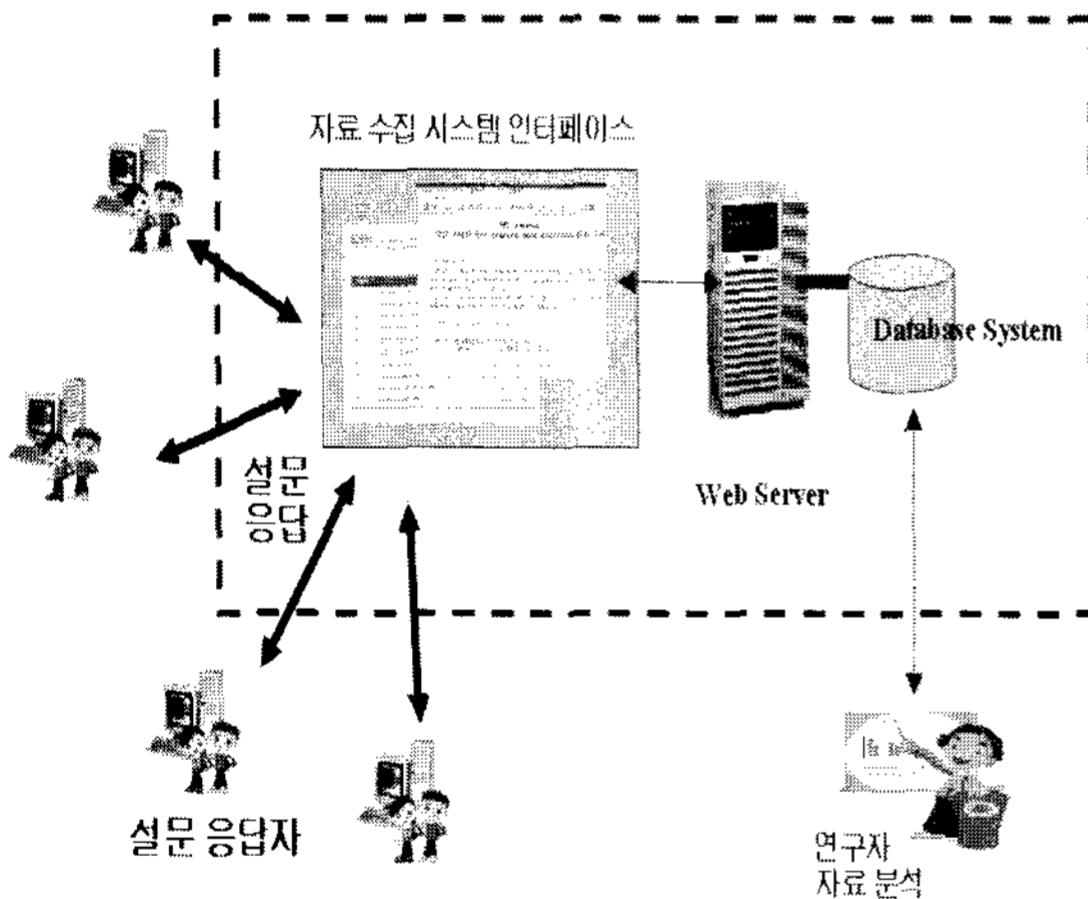 자료 수집 시스템 인터페이스
Database System
설문
응답
Web Server
설문 응답자
연구자
자료 분석